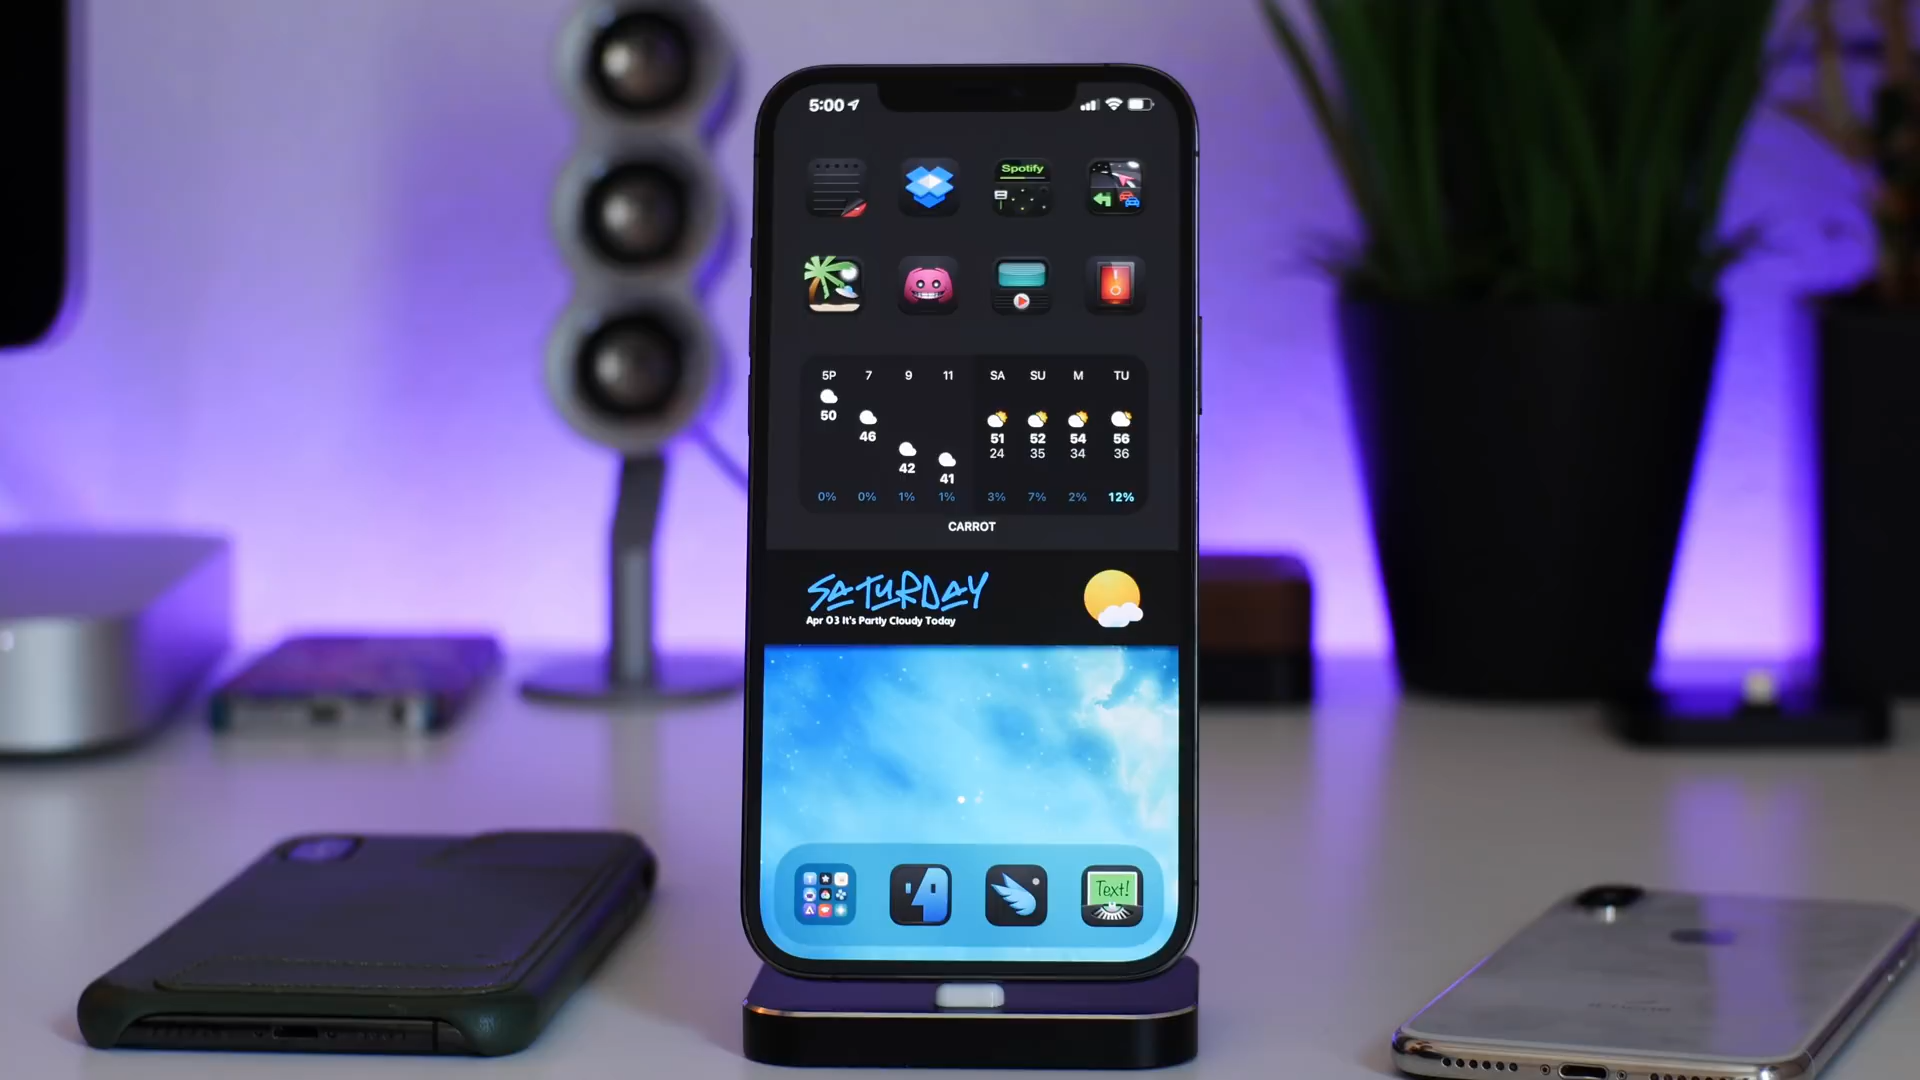 5:00
Spotify
5P 7 9 11 SA SU M TU
50
46
42
41
51 52 54 56
24 35 34 36
0% 0% 1% 1% 3% 7% 2% 12%
CARROT
SATURDAY
Apr 03 It's Partly Cloudy Today
Text!
iPhone